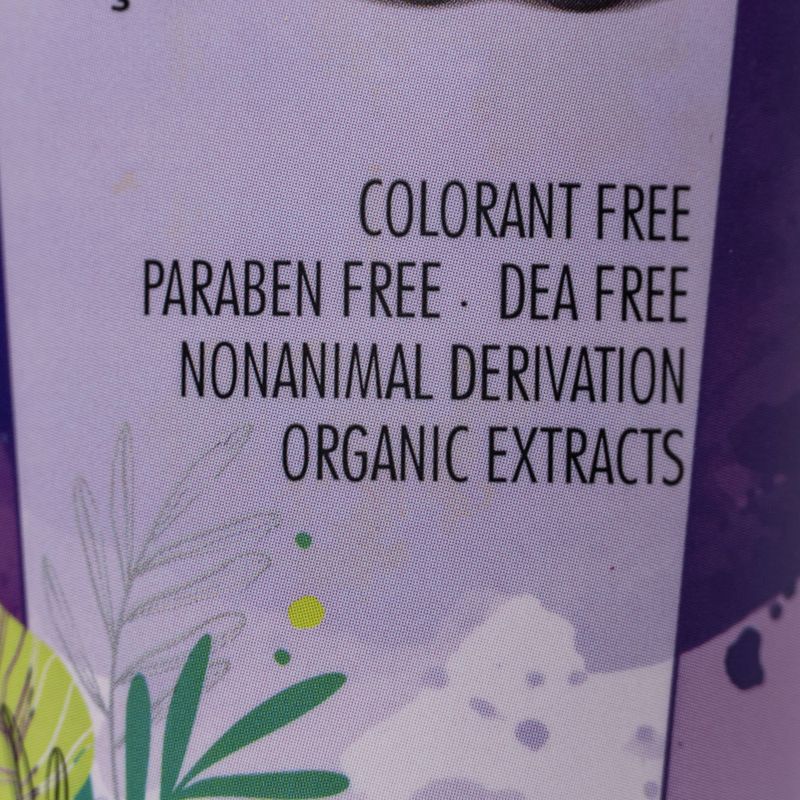 COLORANT FREE
PARABEN FREE · DEA FREE
NONANIMAL DERIVATION
ORGANIC EXTRACTS